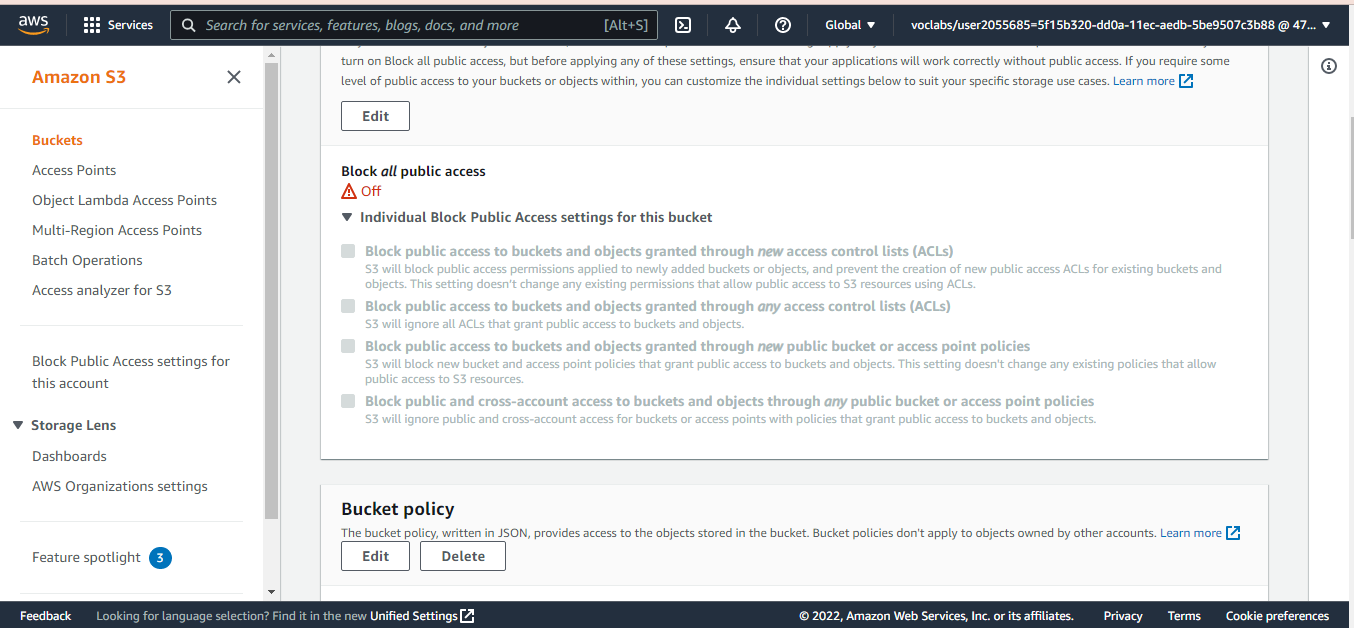 aws
Services
Search for services, features, blogs, docs, and more
[Alt+S]
Global
voclabs/user2055685=5f15b320-dd0a-11ec-aedb-5be9507c3b88 @ 47...
Amazon S3
Buckets
Access Points
Object Lambda Access Points
Multi-Region Access Points
Batch Operations
Access analyzer for S3
Block Public Access settings for
this account
Storage Lens
Dashboards
AWS Organizations settings
Feature spotlight 3
turn on Block all public access, but before applying any of these settings, ensure that your applications will work correctly without public access. If you require some
level of public access to your buckets or objects within, you can customize the individual settings below to suit your specific storage use cases. Learn more
Edit
Block all public access
Off
Individual Block Public Access settings for this bucket
Block public access to buckets and objects granted through new access control lists (ACLs)
S3 will block public access permissions applied to newly added buckets or objects, and prevent the creation of new public access ACLs for existing buckets and
objects. This setting doesn't change any existing permissions that allow public access to S3 resources using ACLs.
Block public access to buckets and objects granted through any access control lists (ACLs)
S3 will ignore all ACLs that grant public access to buckets and objects.
Block public access to buckets and objects granted through new public bucket or access point policies
S3 will block new bucket and access point policies that grant public access to buckets and objects. This setting doesn't change any existing policies that allow
public access to S3 resources.
Block public and cross-account access to buckets and objects through any public bucket or access point policies
S3 will ignore public and cross-account access for buckets or access points with policies that grant public access to buckets and objects.
Bucket policy
The bucket policy, written in JSON, provides access to the objects stored in the bucket. Bucket policies don't apply to objects owned by other accounts. Learn more
Edit
Delete
Feedback
Looking for language selection? Find it in the new Unified Settings
© 2022, Amazon Web Services, Inc. or its affiliates.
Privacy
Terms
Cookie preferences